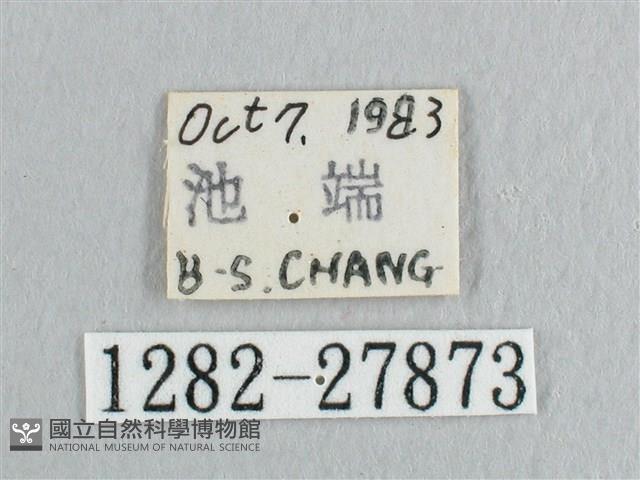 Oct 7. 1983
池 端
B-S. CHANG
1282-27873
國立自然科學博物館
NATIONAL MUSEUM OF NATURAL SCIENCE